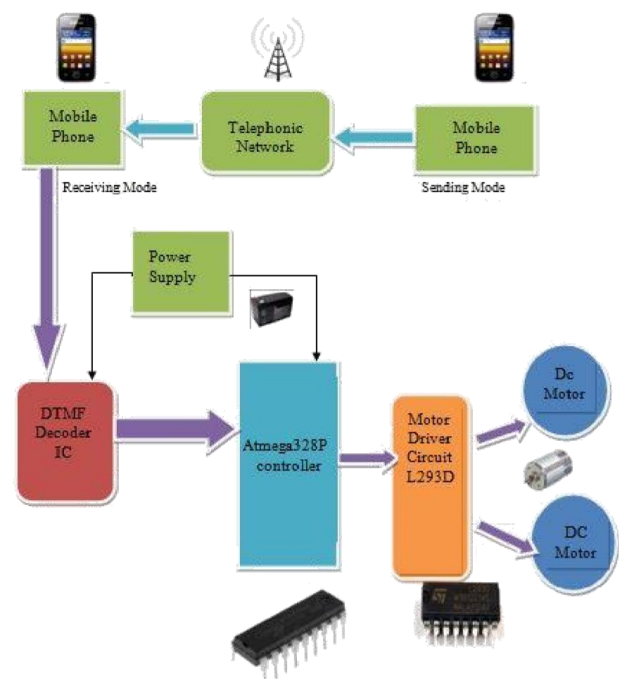 Mobile
Phone
Telephonic
Network
Mobile
Phone
Receiving Mode
Sending Mode
Power
Supply
DTMF
Decoder
IC
Atmega328P
controller
Motor
Driver
Circuit
L293D
Dc
Motor
DC
Motor